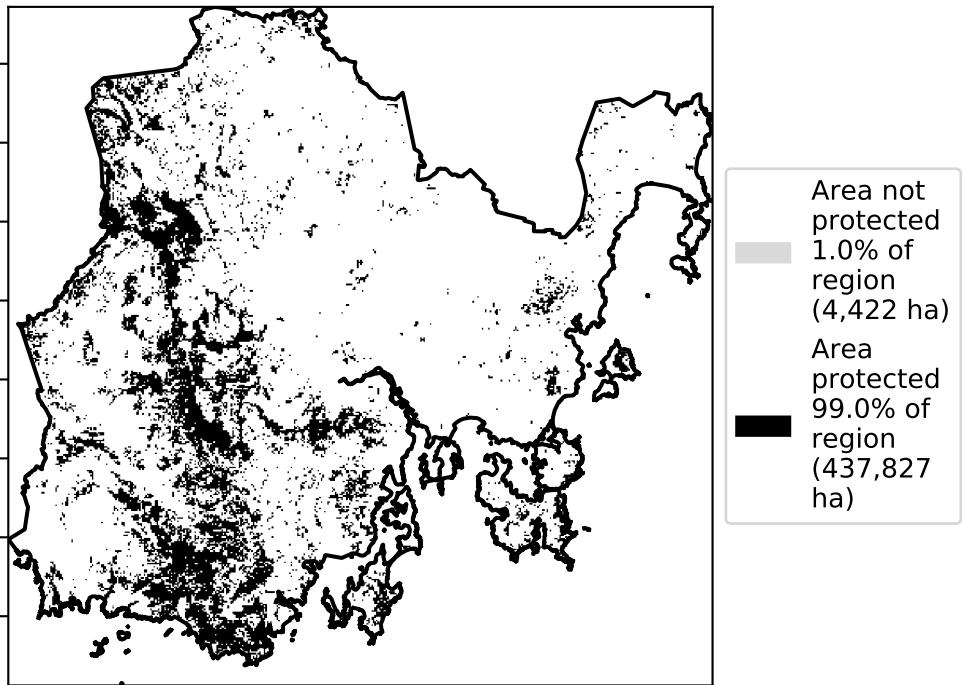 Area not
protected
1.0% of
region
(4,422 ha)
Area
protected
99.0% of
region
(437,827
ha)